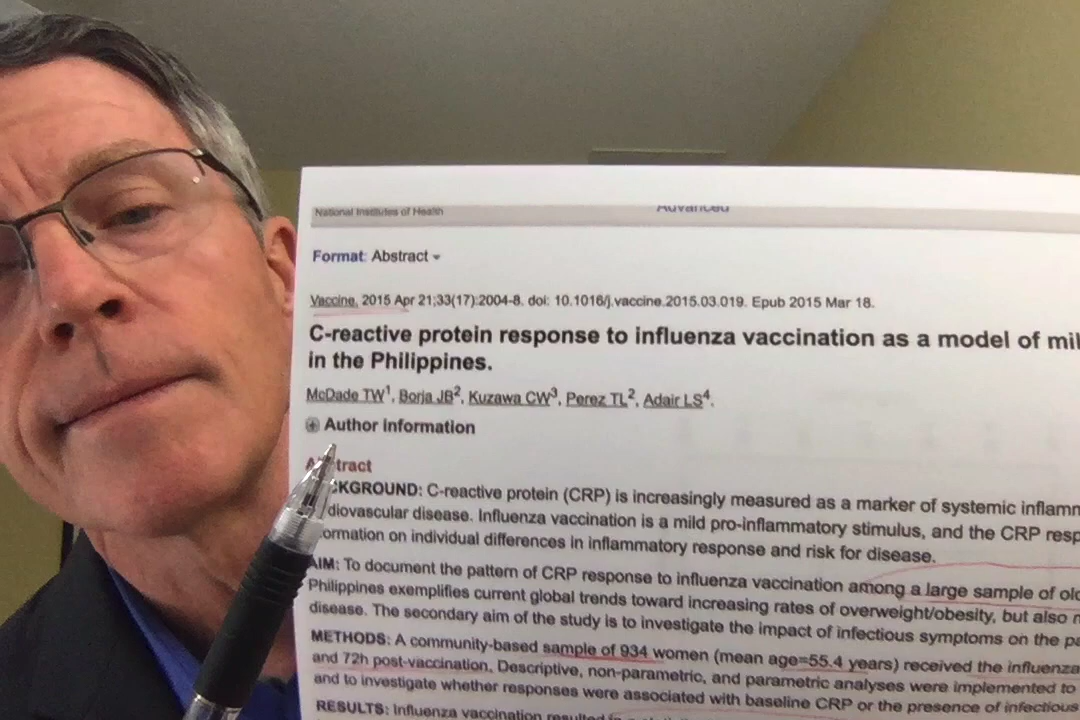 National Institutes of Health Advanced
Format: Abstract
Vaccine. 2015 Apr 21;33(17):2004-8. doi: 10.1016/j.vaccine.2015.03.019. Epub 2015 Mar 18.
C-reactive protein response to influenza vaccination as a model of mil
in the Philippines.
McDade TW1, Borja JB2, Kuzawa CW3, Perez TL2, Adair LS4.
Author information
A tract
CKGROUND: C-reactive protein (CRP) is increasingly measured as a marker of systemic inflamm
diovascular disease. Influenza vaccination is a mild pro-inflammatory stimulus, and the CRP resp
ormation on individual differences in inflammatory response and risk for disease.
AIM: To document the pattern of CRP response to influenza vaccination among a large sample of old
Philippines exemplifies current global trends toward increasing rates of overweight/obesity, but also
disease. The secondary aim of the study is to investigate the impact of infectious symptoms on the pa
METHODS: A community-based sample of 934 women (mean age=55.4 years) received the influenza
and 72h post-vaccination. Descriptive, non-parametric, and parametric analyses were implemented to
and to investigate whether responses were associated with baseline CRP or the presence of infectious
RESULTS: Influenza vaccination resulted